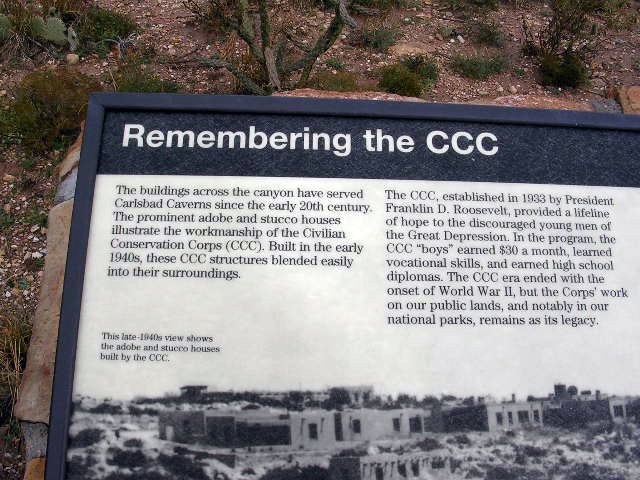 Remembering the CCC
The buildings across the canyon have served
Carlsbad Caverns since the early 20th century.
The prominent adobe and stucco houses
illustrate the workmanship of the Civilian
Conservation Corps (CCC). Built in the early
1940s, these CCC structures blended easily
into their surroundings.
The CCC, established in 1933 by President
Franklin D. Roosevelt, provided a lifeline
of hope to the discouraged young men of
the Great Depression. In the program, the
CCC “boys” earned $30 a month, learned
vocational skills, and earned high school
diplomas. The CCC era ended with the
onset of World War II, but the Corps’ work
on our public lands, and notably in our
national parks, remains as its legacy.
This late-1940s view shows
the adobe and stucco houses
built by the CCC.